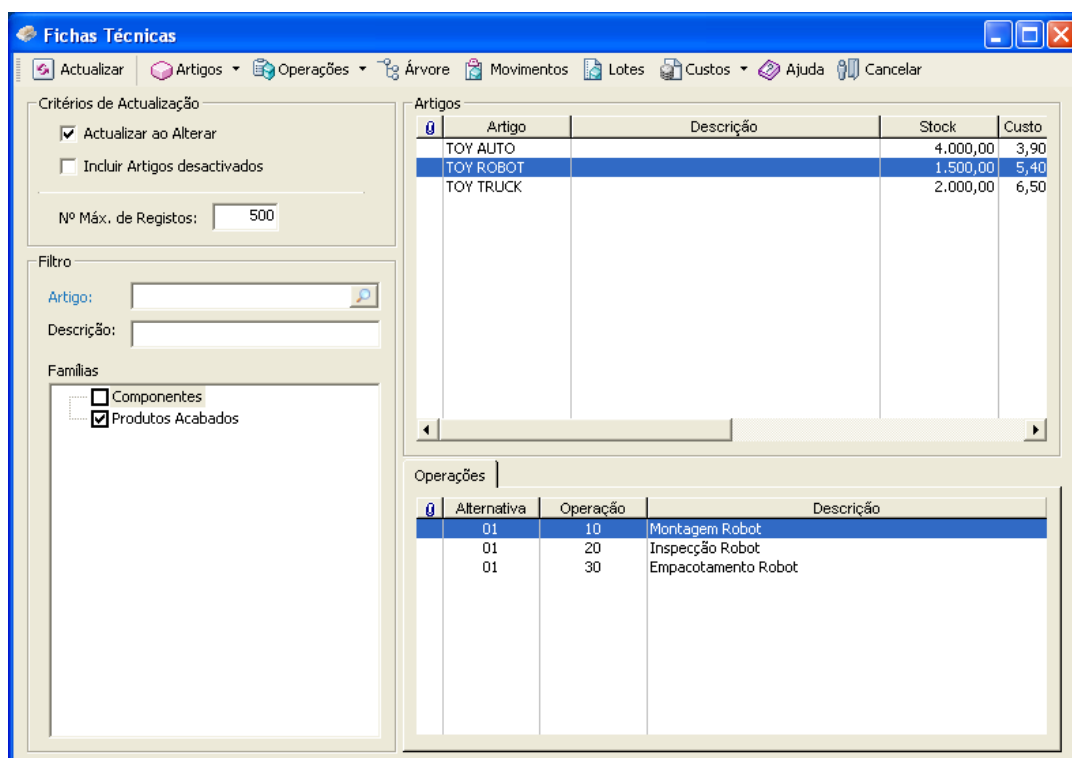 Fichas Técnicas
Actualizar Artigos Operações Árvore Movimentos Lotes Custos Ajuda Cancelar
Critérios de Actualização
Actualizar ao Alterar
Incluir Artigos desactivados
Nº Máx. de Registos: 500
Filtro
Artigo:
Descrição:
Famílias
Componentes
Produtos Acabados
Artigos
Artigo Descrição Stock Custo
TOY AUTO 4.000,00 3,90
TOY ROBOT 1.500,00 5,40
TOY TRUCK 2.000,00 6,50
Operações
Alternativa Operação Descrição
01 10 Montagem Robot
01 20 Inspecção Robot
01 30 Empacotamento Robot